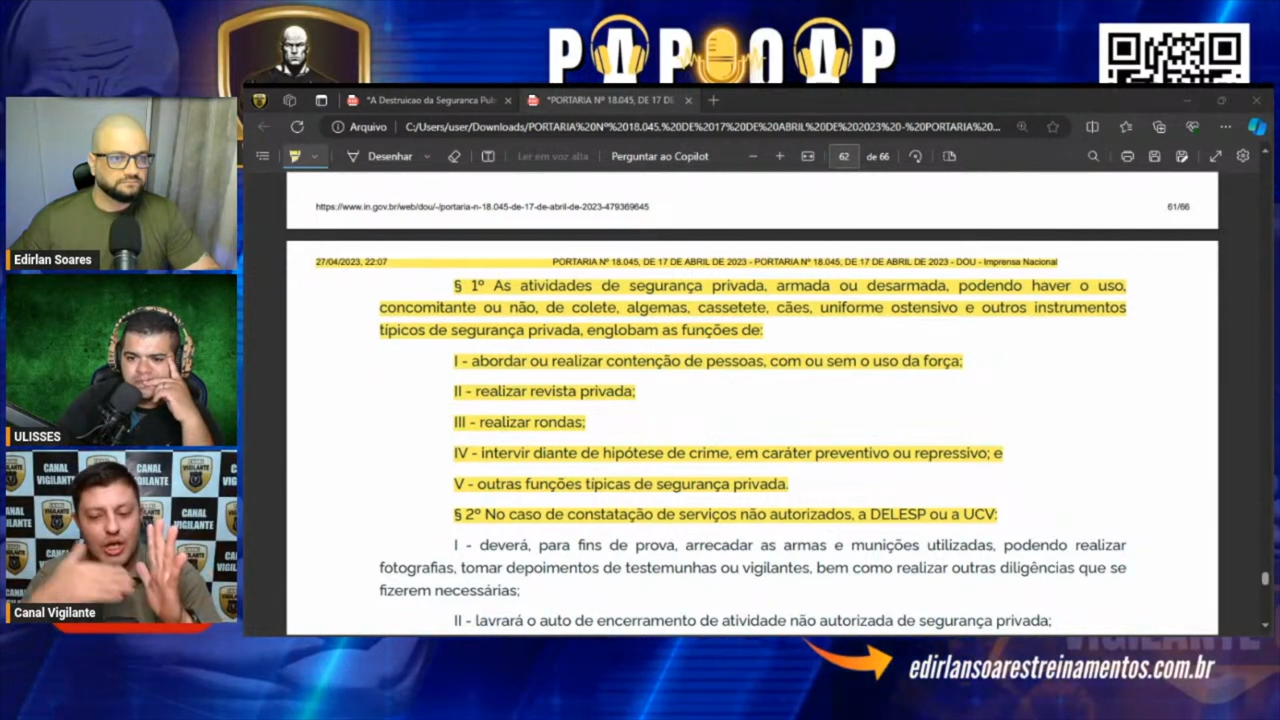 PAPO AP
"A Destruicao da Seguranca Pub
*PORTARIA Nº 18.045, DE 17 DE
Arquivo
C:/Users/user/Downloads/PORTARIA%20Nº%2018.045,%20DE%2017%20DE%20ABRIL%20DE%202023%20-%20PORTARIA%20...
Desenhar
Ler em voz alta
Perguntar ao Copilot
62
de 66
https://www.in.gov.br/web/dou/-/portaria-n-18.045-de-17-de-abril-de-2023-479369645
61/66
27/04/2023, 22:07
PORTARIA Nº 18.045, DE 17 DE ABRIL DE 2023 - PORTARIA Nº 18.045, DE 17 DE ABRIL DE 2023 - DOU - Imprensa Nacional
§ 1º As atividades de segurança privada, armada ou desarmada, podendo haver o uso,
concomitante ou não, de colete, algemas, cassetete, cães, uniforme ostensivo e outros instrumentos
típicos de segurança privada, englobam as funções de:
I - abordar ou realizar contenção de pessoas, com ou sem o uso da força;
II - realizar revista privada;
III - realizar rondas;
IV - intervir diante de hipótese de crime, em caráter preventivo ou repressivo; e
V - outras funções típicas de segurança privada.
§ 2º No caso de constatação de serviços não autorizados, a DELESP ou a UCV:
I - deverá, para fins de prova, arrecadar as armas e munições utilizadas, podendo realizar
fotografias, tomar depoimentos de testemunhas ou vigilantes, bem como realizar outras diligências que se
fizerem necessárias;
II - lavrará o auto de encerramento de atividade não autorizada de segurança privada;
Edirlan Soares
ULISSES
CANAL
VIGILANTE
CANAL
VIGILANTE
Canal Vigilante
VIGILANTE
edirlansoarestreinamentos.com.br